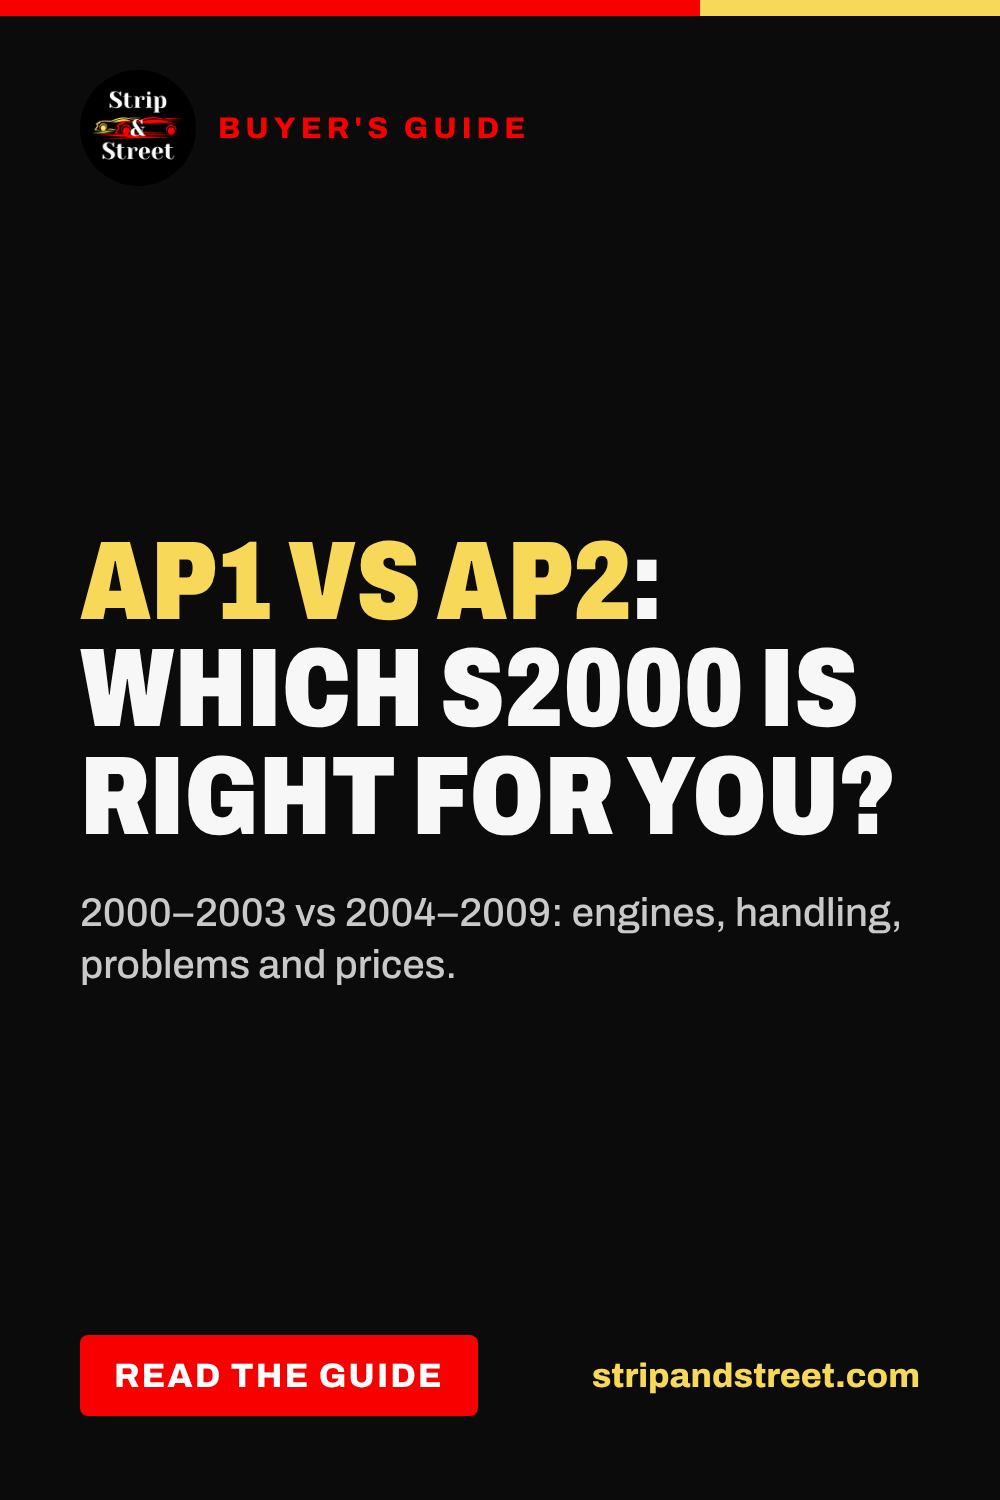 Strip
&
Street
BUYER'S GUIDE
AP1 VS AP2:
WHICH S2000 IS
RIGHT FOR YOU?
2000–2003 vs 2004–2009: engines, handling,
problems and prices.
READ THE GUIDE
stripandstreet.com